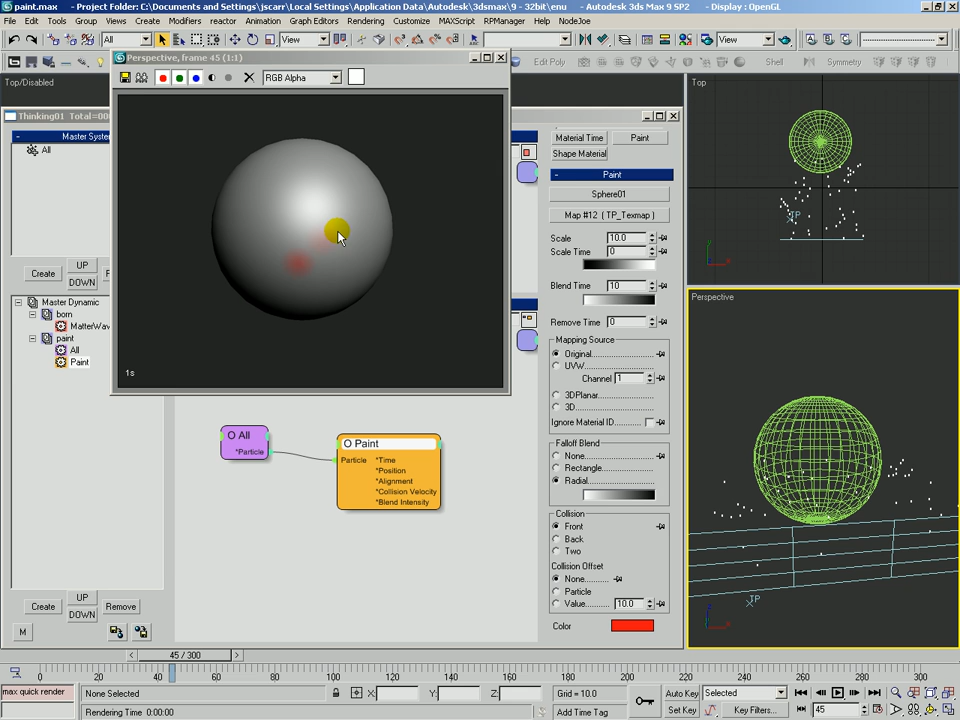 paint.max - Project Folder: C:\Documents and Settings\jscarr\Local Settings\Application Data\Autodesk\3dsmax\9 - 32bit\enu - Autodesk 3ds Max 9 SP2 - Display : OpenGL
File Edit Tools Group Views Create Modifiers reactor Animation Graph Editors Rendering Customize MAXScript RPManager Help NodeJoe
All View View
Edit Poly Shell Symmetry
Top/Disabled
Perspective, frame 45 (1:1)
RGB Alpha
1s
Thinking01 Total=00
Master Syste
All
Create UP
DOWN
Master Dynamic
born
MatterWav
paint
All
Paint
Create UP Remove
DOWN
M
O All
*Particle
O Paint
Particle *Time
*Position
*Alignment
*Collision Velocity
*Blend Intensity
Material Time Paint
Shape Material
- Paint
Sphere01
Map #12 ( TP_Texmap )
Scale 10.0
Scale Time 0
Blend Time 10
Remove Time 0
Mapping Source
Original
UVW
Channel 1
3DPlanar
3D
Ignore Material ID
Falloff Blend
None
Rectangle
Radial
Collision
Front
Back
Two
Collision Offset
None
Particle
Value 10.0
Color
Top
TP
Perspective
TP
45 / 300
0 20 40 60 80 100 120 140 160 180 200 220 240 260 280 300
max quick render None Selected X: Y: Z: Grid = 10.0 Auto Key Selected
Rendering Time 0:00:00 Add Time Tag Set Key Key Filters... 45